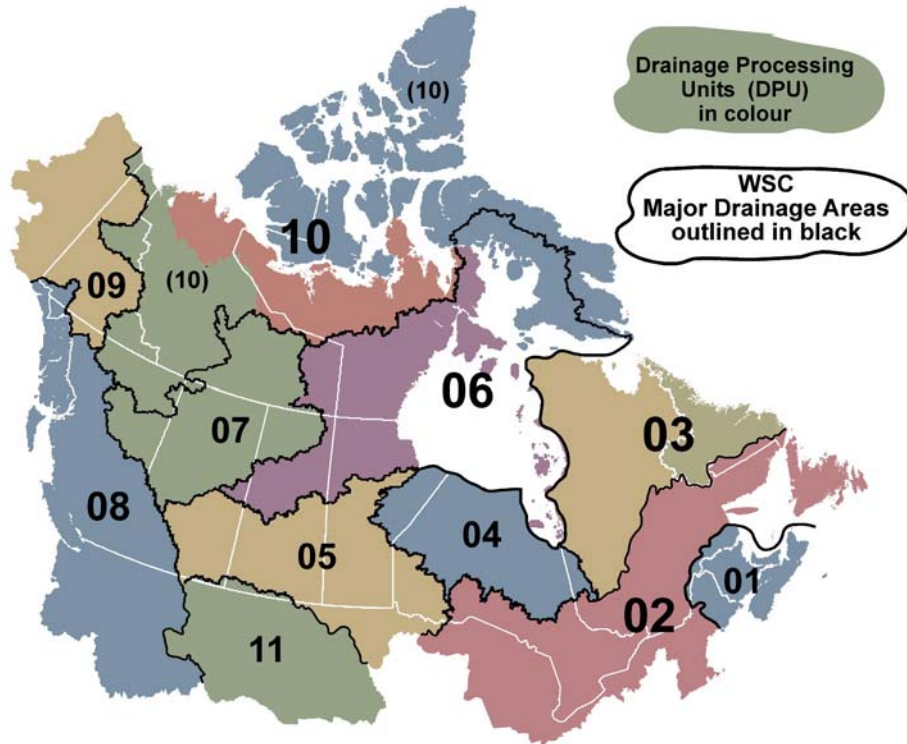 (10)
Drainage Processing
Units (DPU)
in colour
WSC
Major Drainage Areas
outlined in black
10
09
(10)
06
07
03
08
04
05
01
02
11